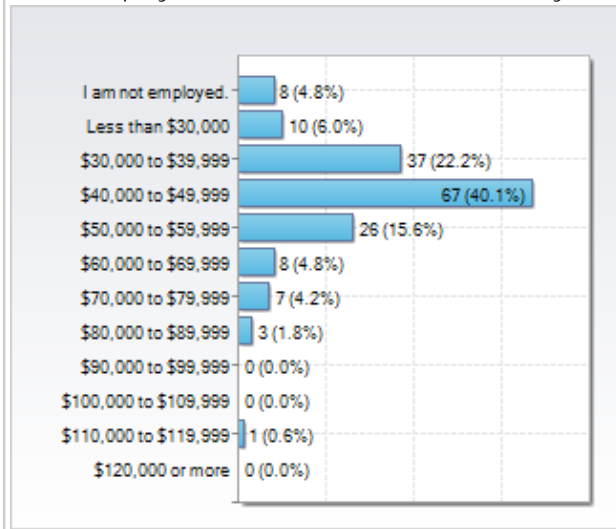 I am not employed. 8 (4.8%)
Less than $30,000 10 (6.0%)
$30,000 to $39,999 37 (22.2%)
$40,000 to $49,999 67 (40.1%)
$50,000 to $59,999 26 (15.6%)
$60,000 to $69,999 8 (4.8%)
$70,000 to $79,999 7 (4.2%)
$80,000 to $89,999 3 (1.8%)
$90,000 to $99,999 0 (0.0%)
$100,000 to $109,999 0 (0.0%)
$110,000 to $119,999 1 (0.6%)
$120,000 or more 0 (0.0%)